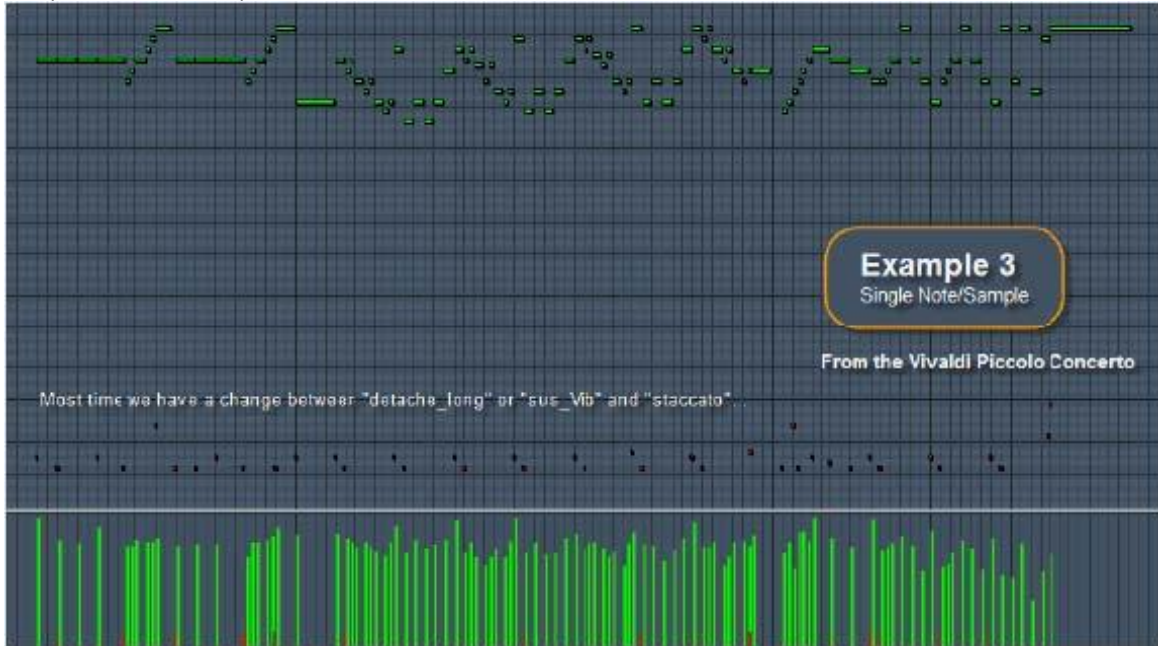 Example 3
Single Note/Sample
From the Vivaldi Piccolo Concerto
Most time we have a change between "detache_long" or "sus_Vib" and "staccato"...